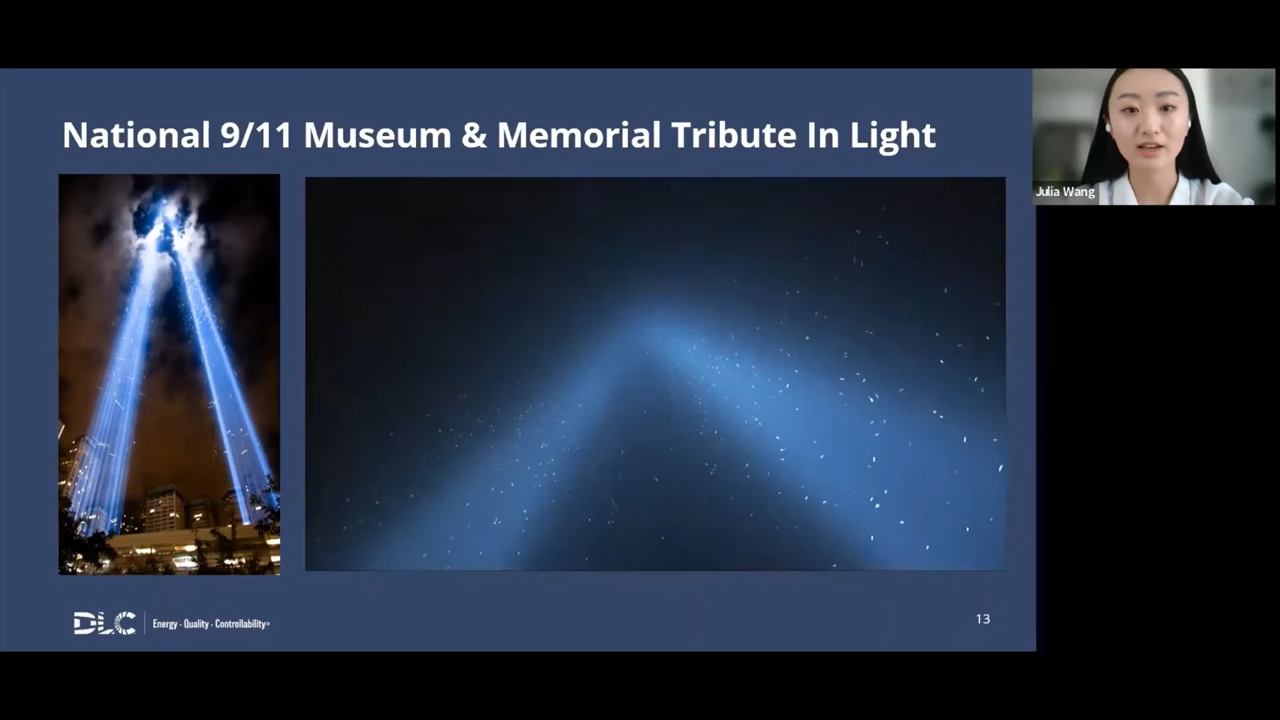 National 9/11 Museum & Memorial Tribute In Light
Julia Wang
DLC
Energy · Quality · Controllability
13